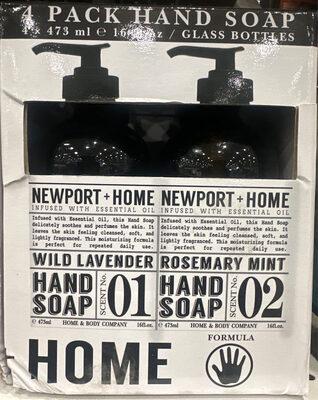 4 PACK HAND SOAP
4 x 473 ml ℮ 16fl.oz / GLASS BOTTLES
NEWPORT + HOME
INFUSED WITH ESSENTIAL OIL
Infused with Essential Oil, this Hand Soap
delicately soothes and perfumes the skin. It
leaves the skin feeling cleansed, soft, and
lightly fragranced. This moisturizing formula
is perfect for repeated daily use.
WILD LAVENDER
HAND
SOAP
SCENT No.
01
℮ 473ml HOME & BODY COMPANY 16fl.oz.
NEWPORT + HOME
INFUSED WITH ESSENTIAL OIL
Infused with Essential Oil, this Hand Soap
delicately soothes and perfumes the skin. It
leaves the skin feeling cleansed, soft, and
lightly fragranced. This moisturizing formula
is perfect for repeated daily use.
ROSEMARY MINT
HAND
SOAP
SCENT No.
02
℮ 473ml HOME & BODY COMPANY 16fl.oz.
HOME
FORMULA